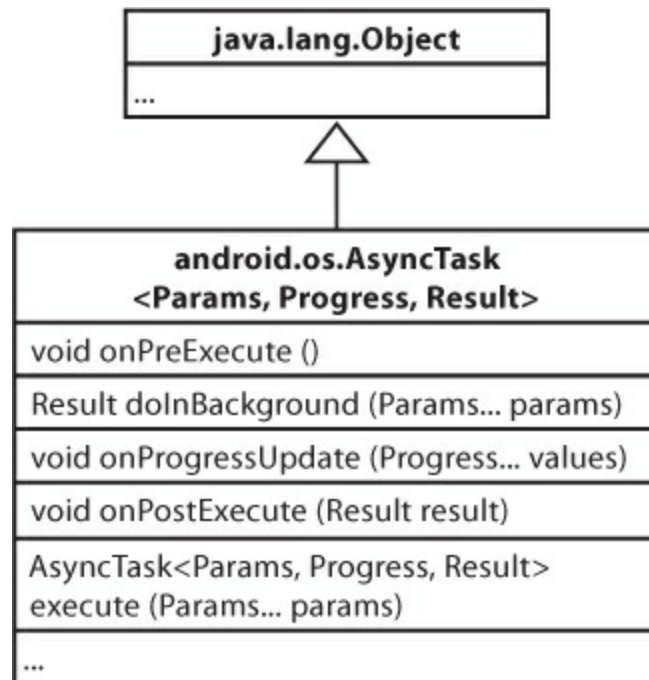 java.lang.Object
...
android.os.AsyncTask
<Params, Progress, Result>
void onPreExecute ()
Result doInBackground (Params... params)
void onProgressUpdate (Progress... values)
void onPostExecute (Result result)
AsyncTask<Params, Progress, Result>
execute (Params... params)
...